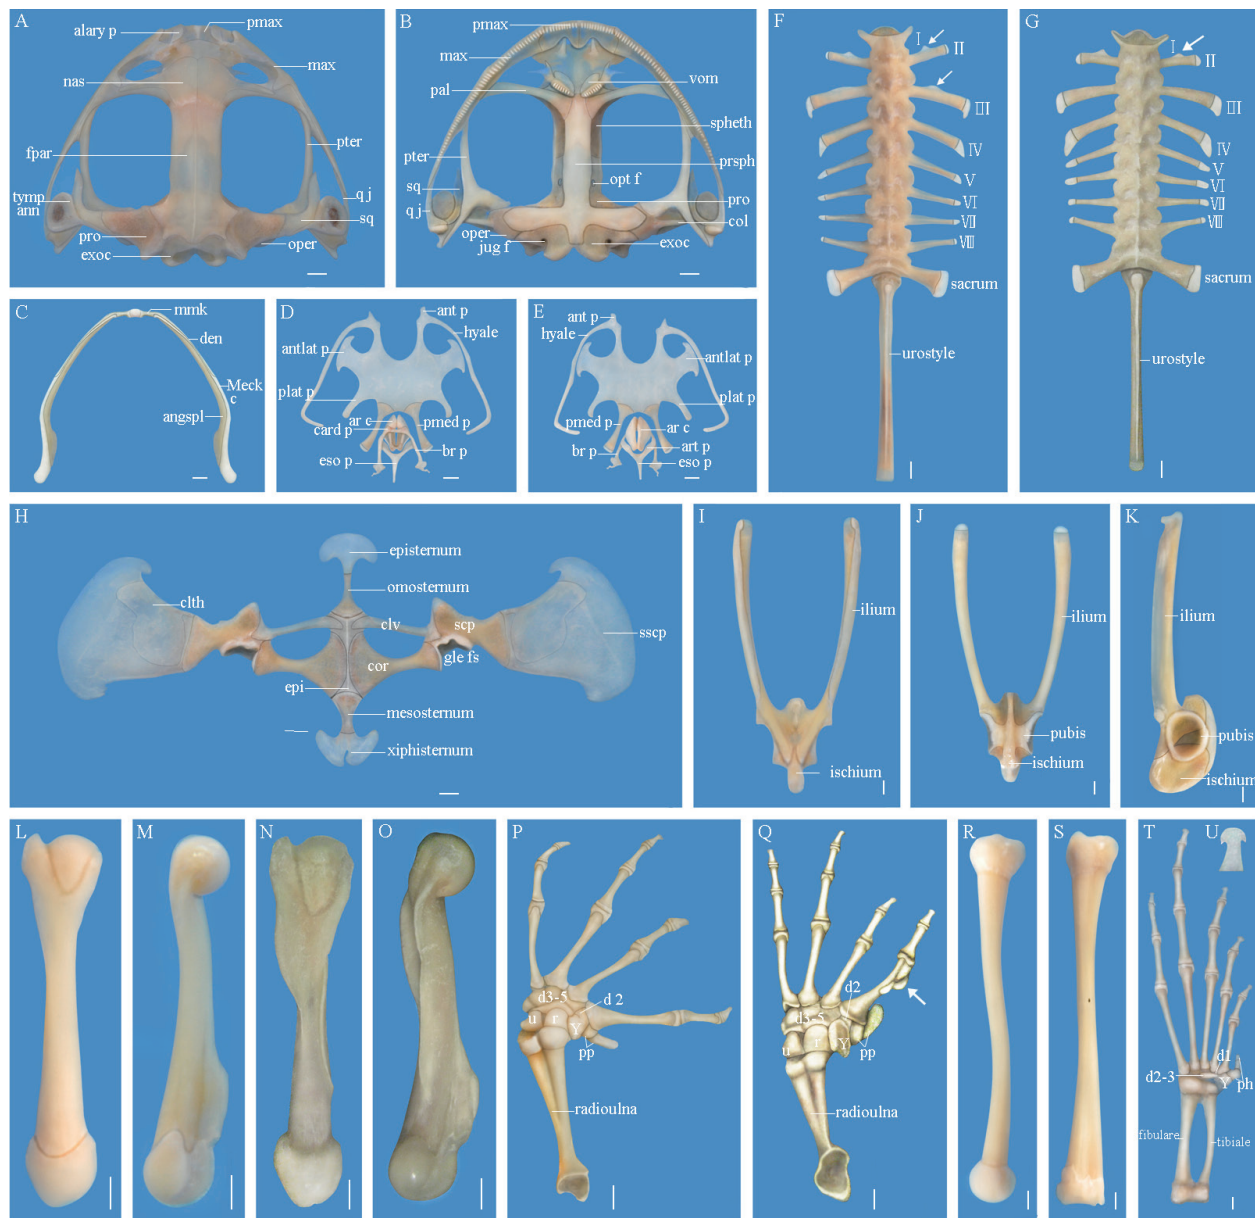 A
pmax
alary p
max
nas
pter
fpar
tymp
ann
q j
sq
pro
oper
exoc
B
pmax
max
vom
pal
spheth
prsph
pter
opt f
sq
pro
q j
col
oper
jug f
exoc
C
mmk
den
Meck
c
angspl
D
ant p
hyale
antlat p
plat p
ar c
card p
pmed p
br p
eso p
E
ant p
hyale
antlat p
plat p
pmed p
ar c
art p
br p
eso p
F
I
II
III
IV
V
VI
VII
VIII
sacrum
urostyle
G
I
II
III
IV
V
VI
VII
VIII
sacrum
urostyle
H
episternum
omosternum
clth
clv
scp
sscp
gle fs
cor
epi
mesosternum
xiphisternum
I
ilium
ischium
J
ilium
pubis
ischium
K
ilium
pubis
ischium
L
M
N
O
P
d3-5
d 2
u
r
Y
pp
radioulna
Q
d2
d3-5
u
r
Y
pp
radioulna
R
S
T
U
d1
d2-3
Y
ph
fibulare
tibiale